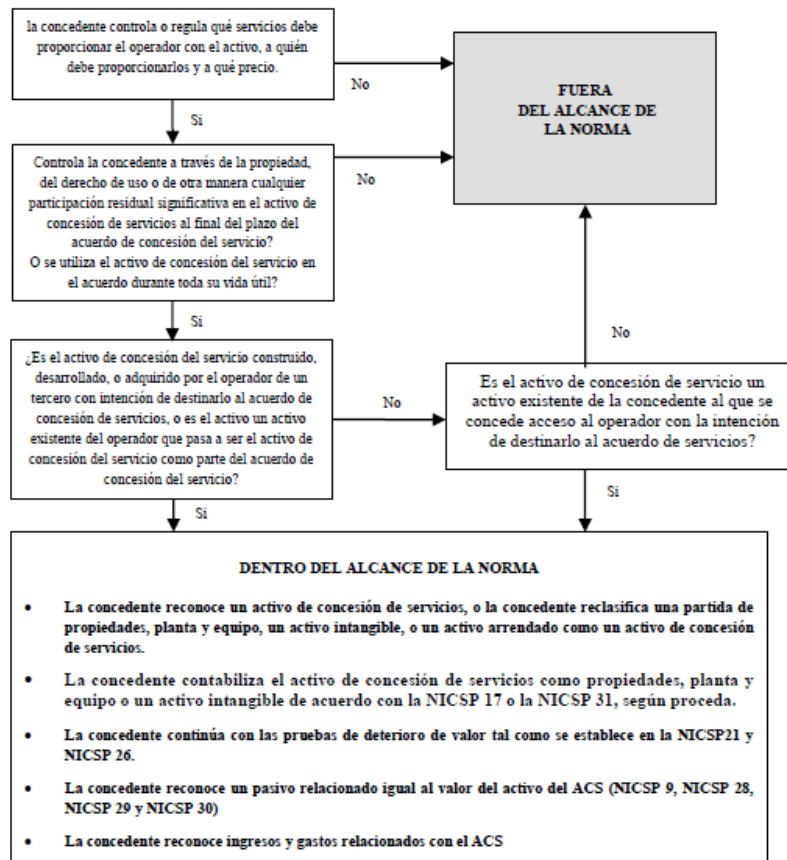 la concedente controla o regula qué servicios debe
proporcionar el operador con el activo, a quién
debe proporcionarlos y a qué precio.
No
FUERA
DEL ALCANCE DE
LA NORMA
Si
Controla la concedente a través de la propiedad,
del derecho de uso o de otra manera cualquier
participación residual significativa en el activo de
concesión de servicios al final del plazo del
acuerdo de concesión del servicio?
O se utiliza el activo de concesión del servicio en
el acuerdo durante toda su vida útil?
No
Si
No
¿Es el activo de concesión del servicio construido,
desarrollado, o adquirido por el operador de un
tercero con intención de destinarlo al acuerdo de
concesión de servicios, o es el activo un activo
existente del operador que pasa a ser el activo de
concesión del servicio como parte del acuerdo de
concesión del servicio?
No
Es el activo de concesión de servicio un
activo existente de la concedente al que se
concede acceso al operador con la intención
de destinarlo al acuerdo de servicios?
Si
Si
DENTRO DEL ALCANCE DE LA NORMA
• La concedente reconoce un activo de concesión de servicios, o la concedente reclasifica una partida de
propiedades, planta y equipo, un activo intangible, o un activo arrendado como un activo de concesión
de servicios.
• La concedente contabiliza el activo de concesión de servicios como propiedades, planta y
equipo o un activo intangible de acuerdo con la NICSP 17 o la NICSP 31, según proceda.
• La concedente continúa con las pruebas de deterioro de valor tal como se establece en la NICSP21 y
NICSP 26.
• La concedente reconoce un pasivo relacionado igual al valor del activo del ACS (NICSP 9, NICSP 28,
NICSP 29 y NICSP 30)
• La concedente reconoce ingresos y gastos relacionados con el ACS